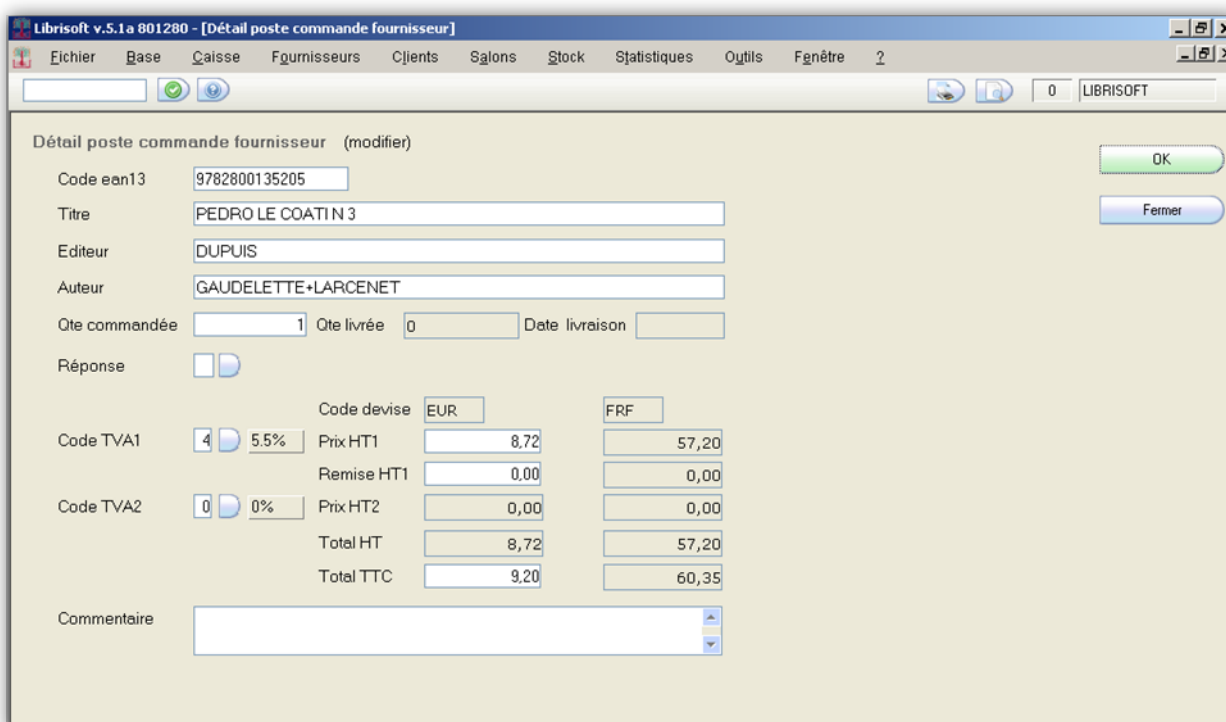 Librisoft v.5.1a 801280 - [Détail poste commande fournisseur]
Fichier Base Caisse Fournisseurs Clients Salons Stock Statistiques Outils Fenêtre ?
0 LIBRISOFT
Détail poste commande fournisseur (modifier)
OK
Code ean13 9782800135205
Titre PEDRO LE COATI N 3
Fermer
Editeur DUPUIS
Auteur GAUDELETTE+LARCENET
Qte commandée 1 Qte livrée 0 Date livraison
Réponse
Code devise EUR FRF
Code TVA1 4 5.5% Prix HT1 8,72 57,20
Remise HT1 0,00 0,00
Code TVA2 0 0% Prix HT2 0,00 0,00
Total HT 8,72 57,20
Total TTC 9,20 60,35
Commentaire